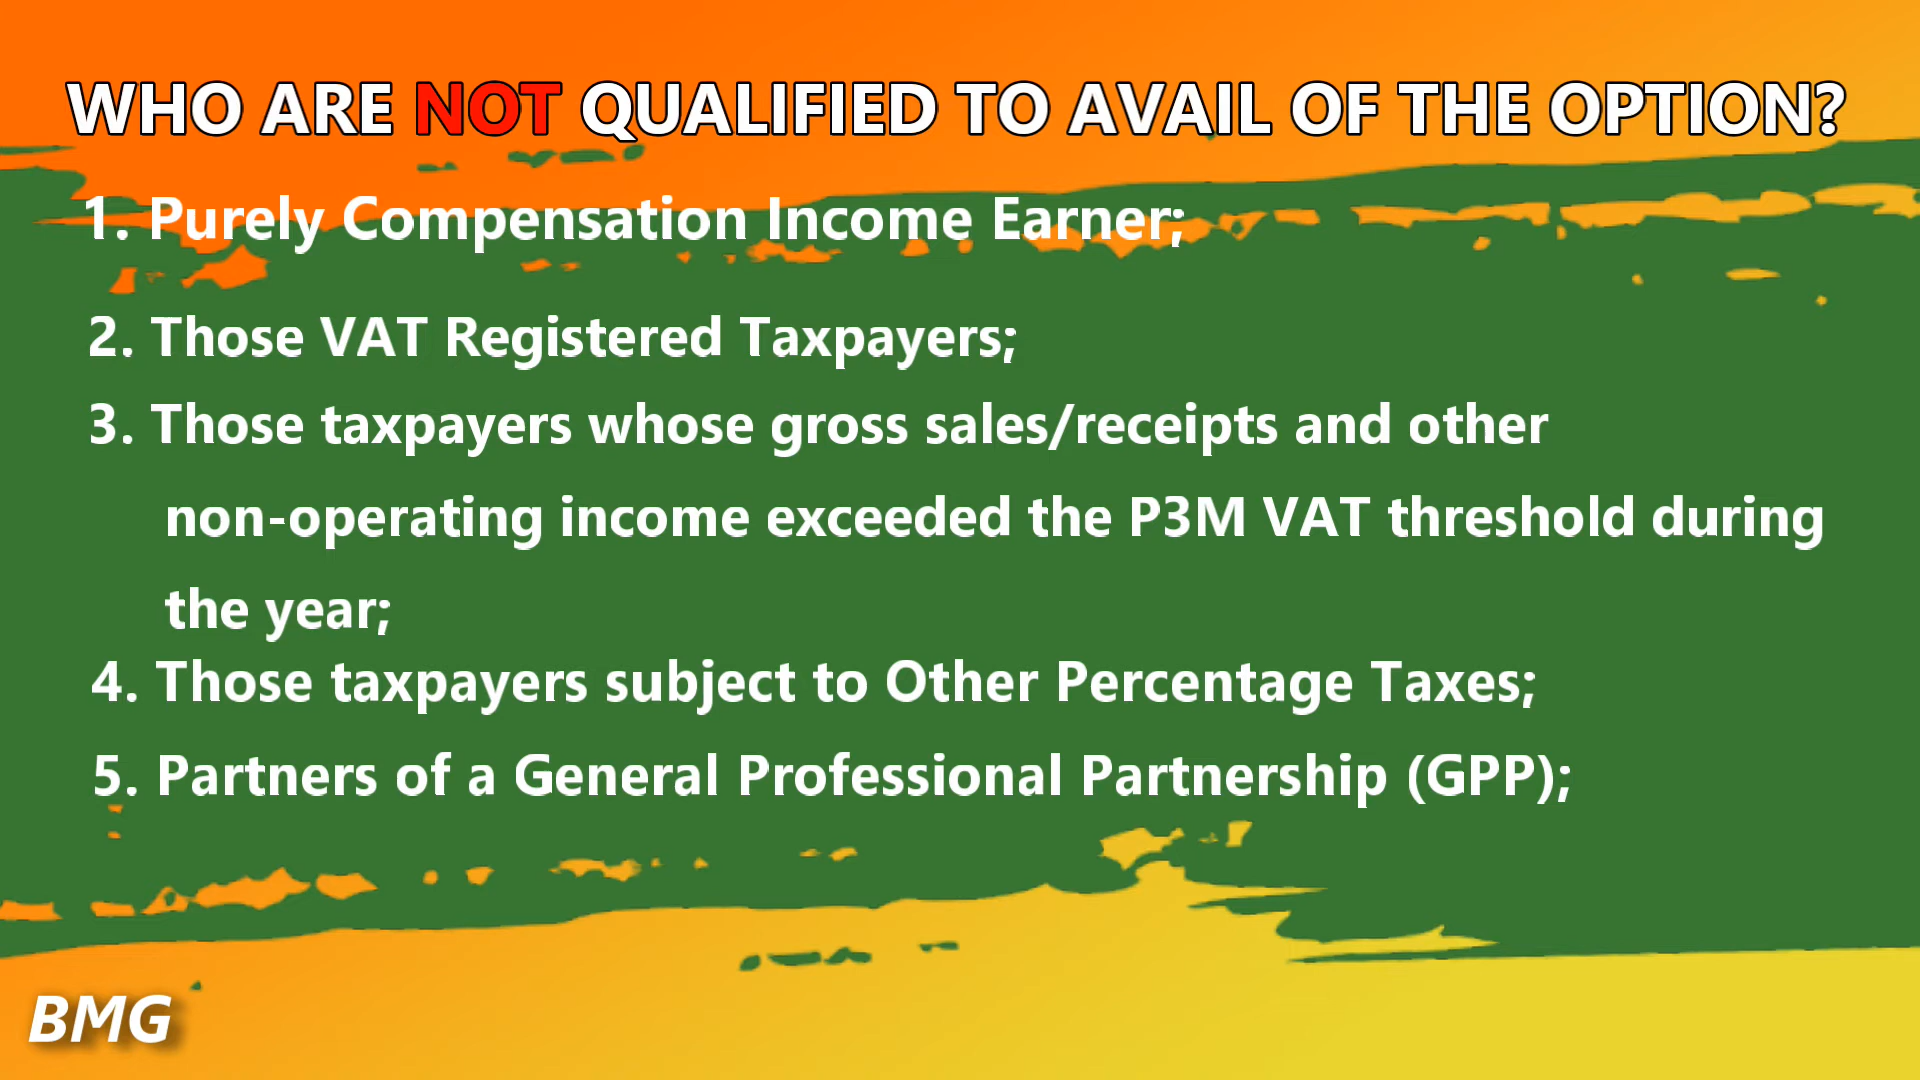 WHO ARE NOT QUALIFIED TO AVAIL OF THE OPTION?
1. Purely Compensation Income Earner;
2. Those VAT Registered Taxpayers;
3. Those taxpayers whose gross sales/receipts and other
non-operating income exceeded the P3M VAT threshold during
the year;
4. Those taxpayers subject to Other Percentage Taxes;
5. Partners of a General Professional Partnership (GPP);
BMG